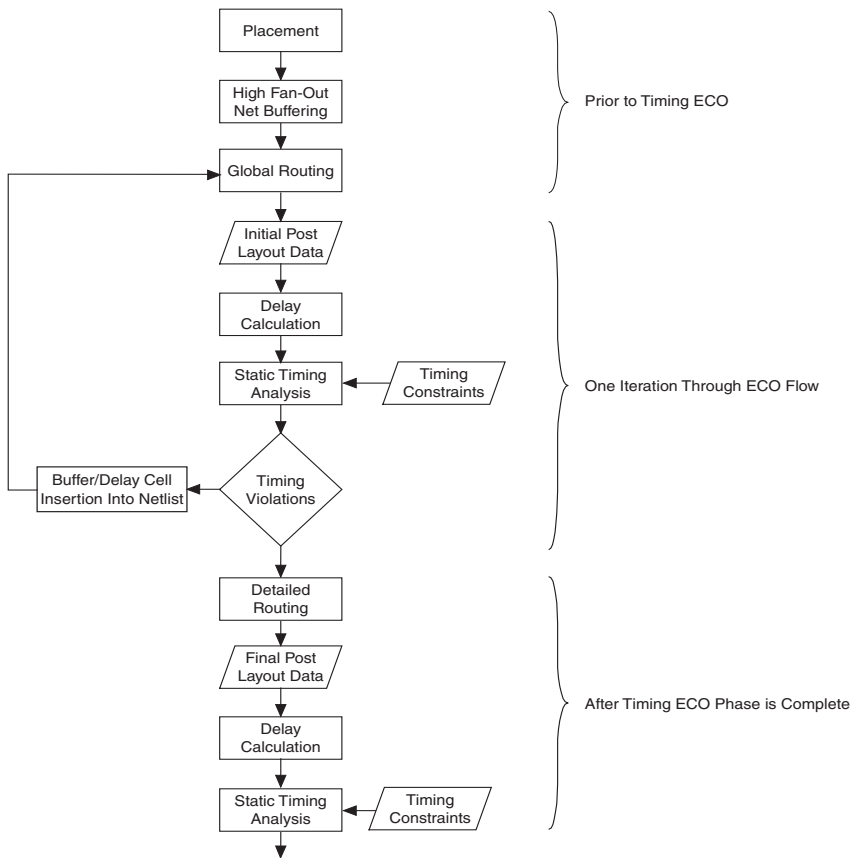 Placement
High Fan-Out
Net Buffering
Prior to Timing ECO
Global Routing
Initial Post
Layout Data
Delay
Calculation
Static Timing
Analysis
Timing
Constraints
One Iteration Through ECO Flow
Buffer/Delay Cell
Insertion Into Netlist
Timing
Violations
Detailed
Routing
Final Post
Layout Data
After Timing ECO Phase is Complete
Delay
Calculation
Static Timing
Analysis
Timing
Constraints